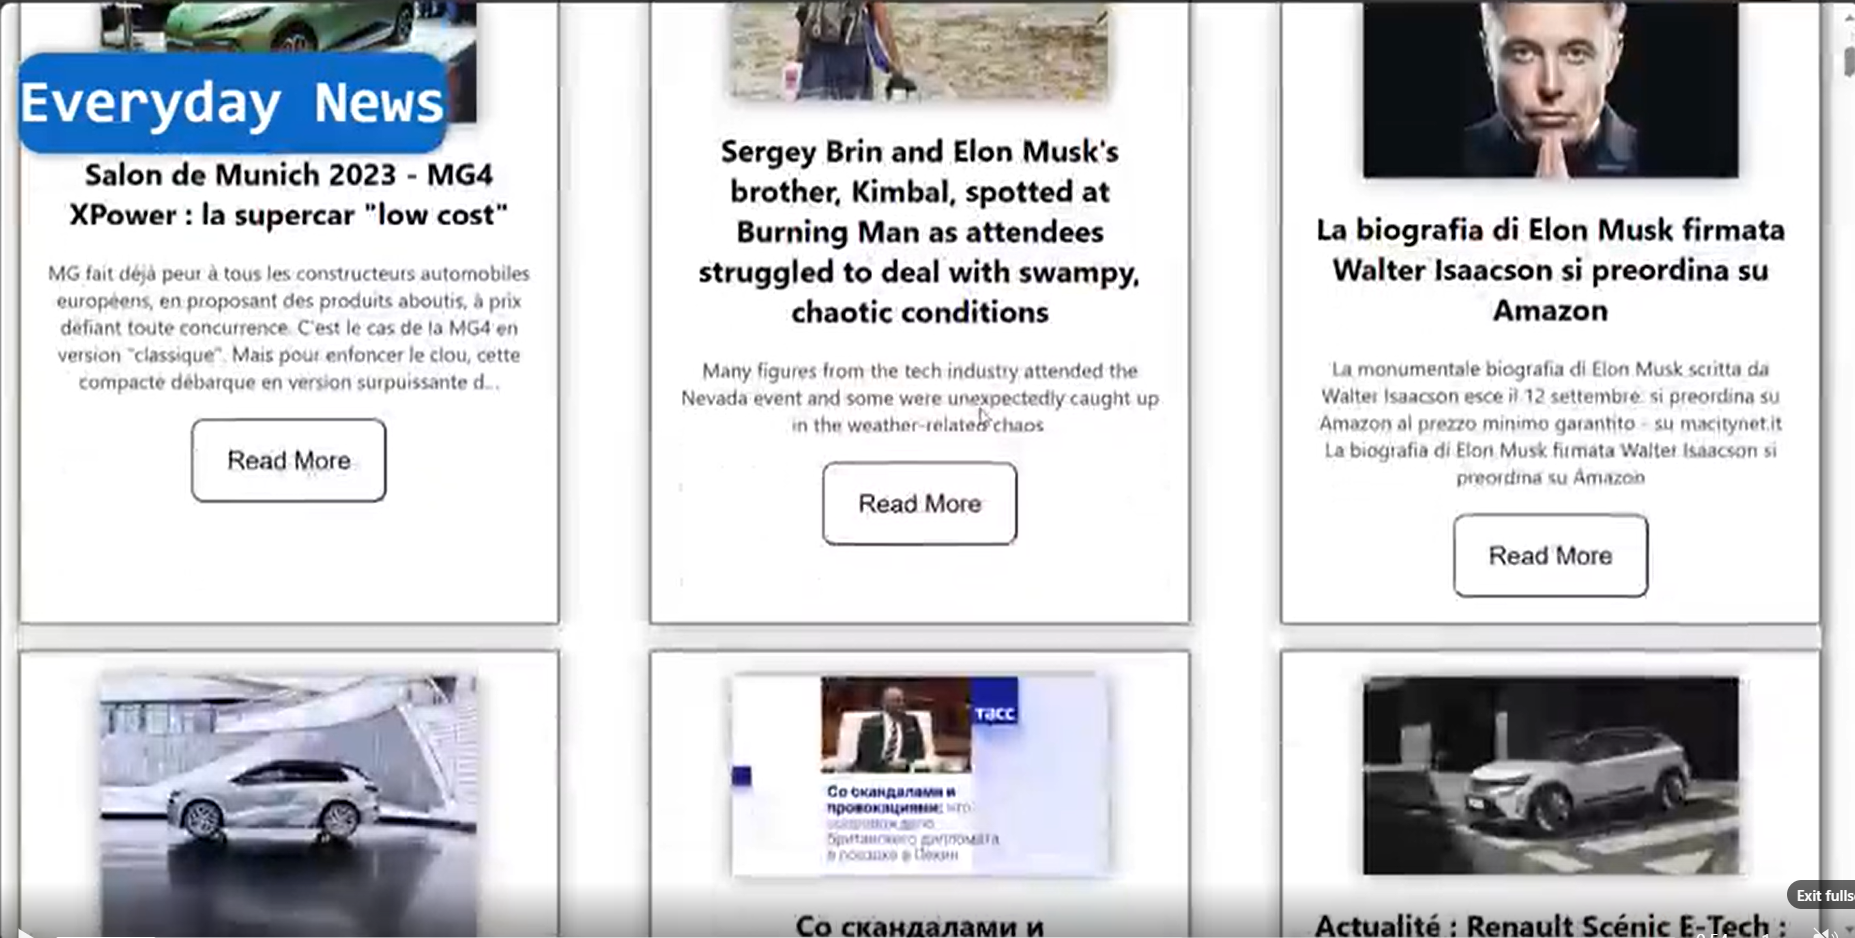 Everyday News
Salon de Munich 2023 - MG4
XPower : la supercar "low cost"
MG fait déjà peur à tous les constructeurs automobiles
européens, en proposant des produits aboutis, à prix
défiant toute concurrence. C'est le cas de la MG4 en
version "classique". Mais pour enfoncer le clou, cette
compacte débarque en version surpuissante d...
Read More
Sergey Brin and Elon Musk's
brother, Kimbal, spotted at
Burning Man as attendees
struggled to deal with swampy,
chaotic conditions
Many figures from the tech industry attended the
Nevada event and some were unexpectedly caught up
in the weather-related chaos
Read More
La biografia di Elon Musk firmata
Walter Isaacson si preordina su
Amazon
La monumentale biografia di Elon Musk scritta da
Walter Isaacson esce il 12 settembre: si preordina su
Amazon al prezzo minimo garantito - su macitynet.it
La biografia di Elon Musk firmata Walter Isaacson si
preordina su Amazon
Read More
тасс
Со скандалами и
провокациями: что
британского дипломата
в поездке в Пекин
Со скандалами и
Actualité : Renault Scénic E-Tech :
Exit fulls